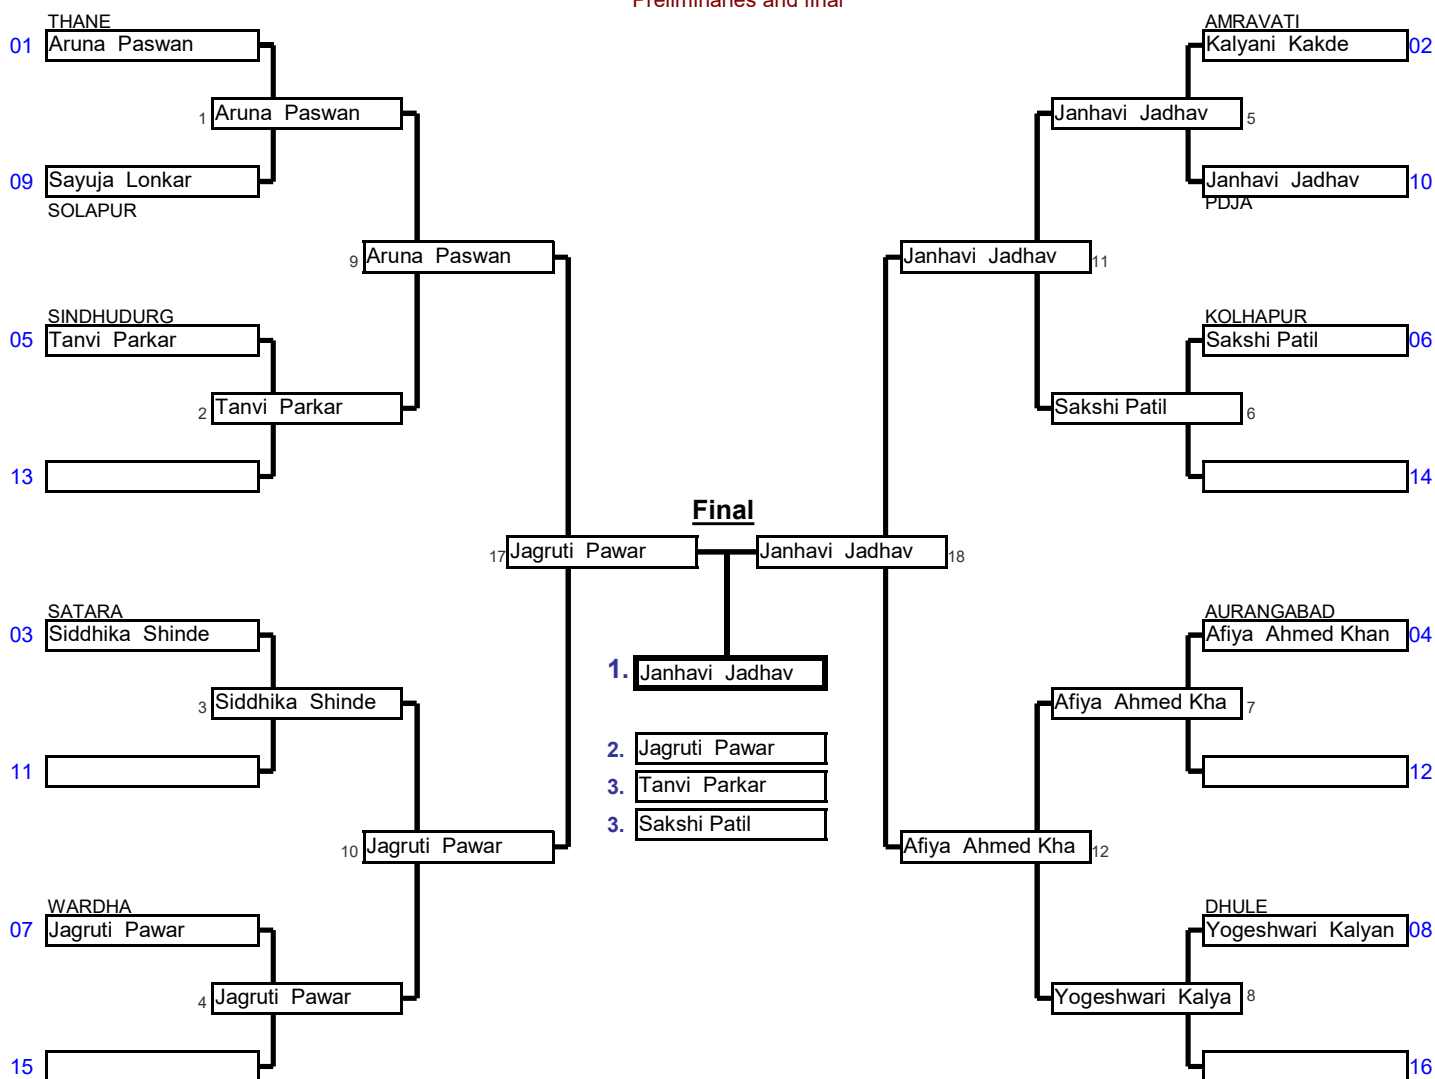 Preliminaries and final
THANE
01 Aruna Paswan
1 Aruna Paswan
09 Sayuja Lonkar
SOLAPUR
9 Aruna Paswan
SINDHUDURG
05 Tanvi Parkar
2 Tanvi Parkar
13
17 Jagruti Pawar
SATARA
03 Siddhika Shinde
3 Siddhika Shinde
11
10 Jagruti Pawar
WARDHA
07 Jagruti Pawar
4 Jagruti Pawar
15
Final
1. Janhavi Jadhav
2. Jagruti Pawar
3. Tanvi Parkar
3. Sakshi Patil
AMRAVATI
Kalyani Kakde 02
Janhavi Jadhav 5
Janhavi Jadhav 10
PDJA
Janhavi Jadhav 11
KOLHAPUR
Sakshi Patil 06
Sakshi Patil 6
14
Janhavi Jadhav 18
AURANGABAD
Afiya Ahmed Khan 04
Afiya Ahmed Kha 7
12
Afiya Ahmed Kha 12
DHULE
Yogeshwari Kalyan 08
Yogeshwari Kalya 8
16